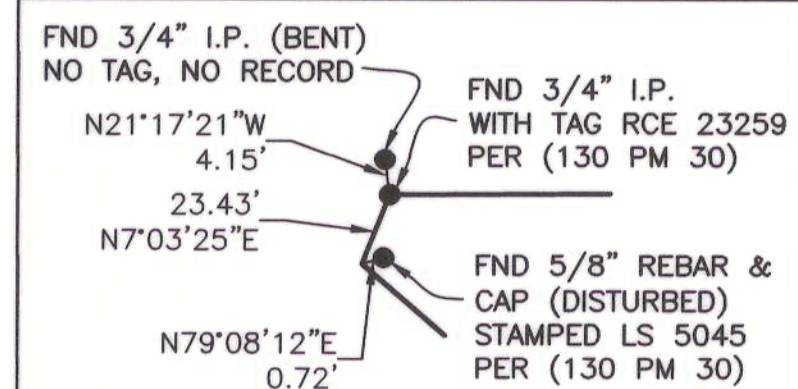 FND 3/4" I.P. (BENT)
NO TAG, NO RECORD
FND 3/4" I.P.
WITH TAG RCE 23259
PER (130 PM 30)
N21°17'21"W
4.15'
23.43'
N7°03'25"E
FND 5/8" REBAR &
CAP (DISTURBED)
STAMPED LS 5045
PER (130 PM 30)
N79°08'12"E
0.72'